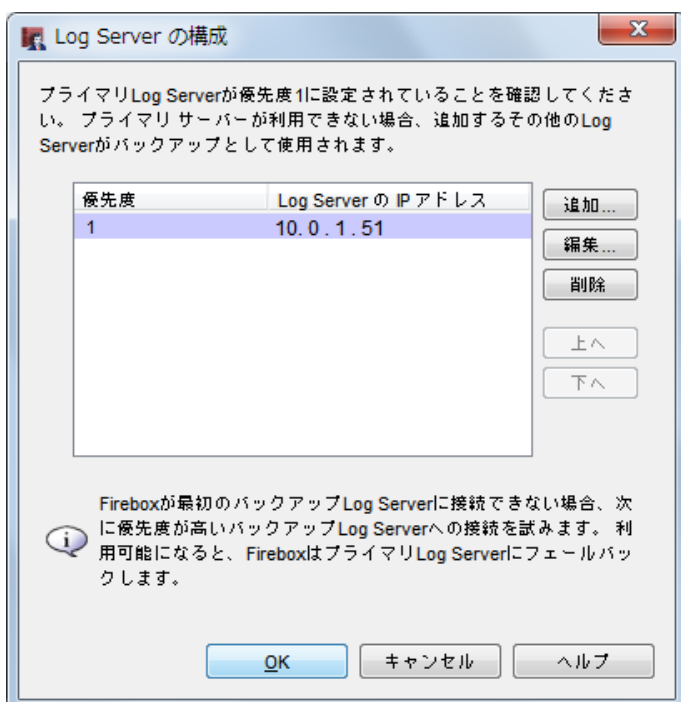 Log Server の構成
プライマリLog Serverが優先度1に設定されていることを確認してくださ
い。 プライマリ サーバーが利用できない場合、追加するその他のLog
Serverがバックアップとして使用されます。
優先度 Log Server の IP アドレス
1 10. 0 . 1 . 51
追加...
編集...
削除
上へ
下へ
Fireboxが最初のバックアップLog Serverに接続できない場合、次
に優先度が高いバックアップLog Serverへの接続を試みます。 利
用可能になると、FireboxはプライマリLog Serverにフェールバッ
クします。
OK キャンセル ヘルプ